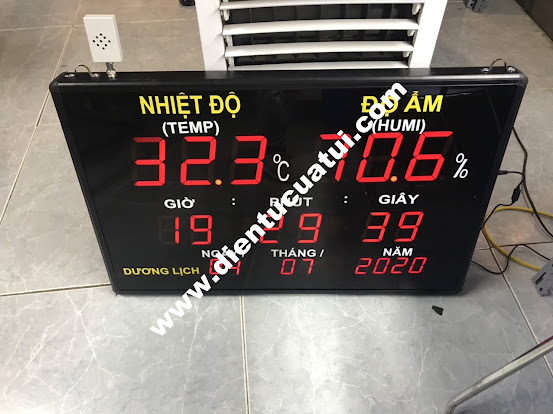 NHIỆT ĐỘ ĐỘ ẨM
(TEMP) (HUMI)
32.3 °C 70.6 %
GIỜ : PHÚT : GIÂY
19 29 39
NGÀY / THÁNG / NĂM
DƯƠNG LỊCH 04 07 2020
www.dientucuatui.com